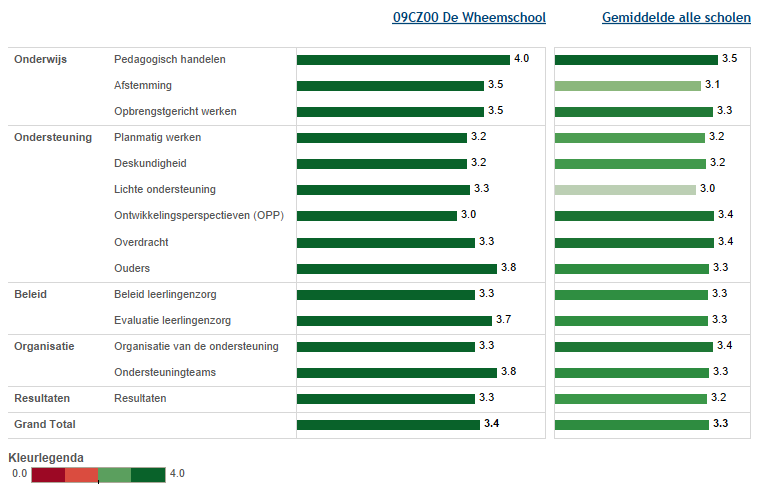 09CZ00 De Wheemschool Gemiddelde alle scholen
Onderwijs Pedagogisch handelen 4.0 3.5
Afstemming 3.5 3.1
Opbrengstgericht werken 3.5 3.3
Ondersteuning Planmatig werken 3.2 3.2
Deskundigheid 3.2 3.2
Lichte ondersteuning 3.3 3.0
Ontwikkelingsperspectieven (OPP) 3.0 3.4
Overdracht 3.3 3.4
Ouders 3.8 3.3
Beleid Beleid leerlingenzorg 3.3 3.3
Evaluatie leerlingenzorg 3.7 3.3
Organisatie Organisatie van de ondersteuning 3.3 3.4
Ondersteuningteams 3.8 3.3
Resultaten Resultaten 3.3 3.2
Grand Total 3.4 3.3
Kleurlegenda
0.0 4.0